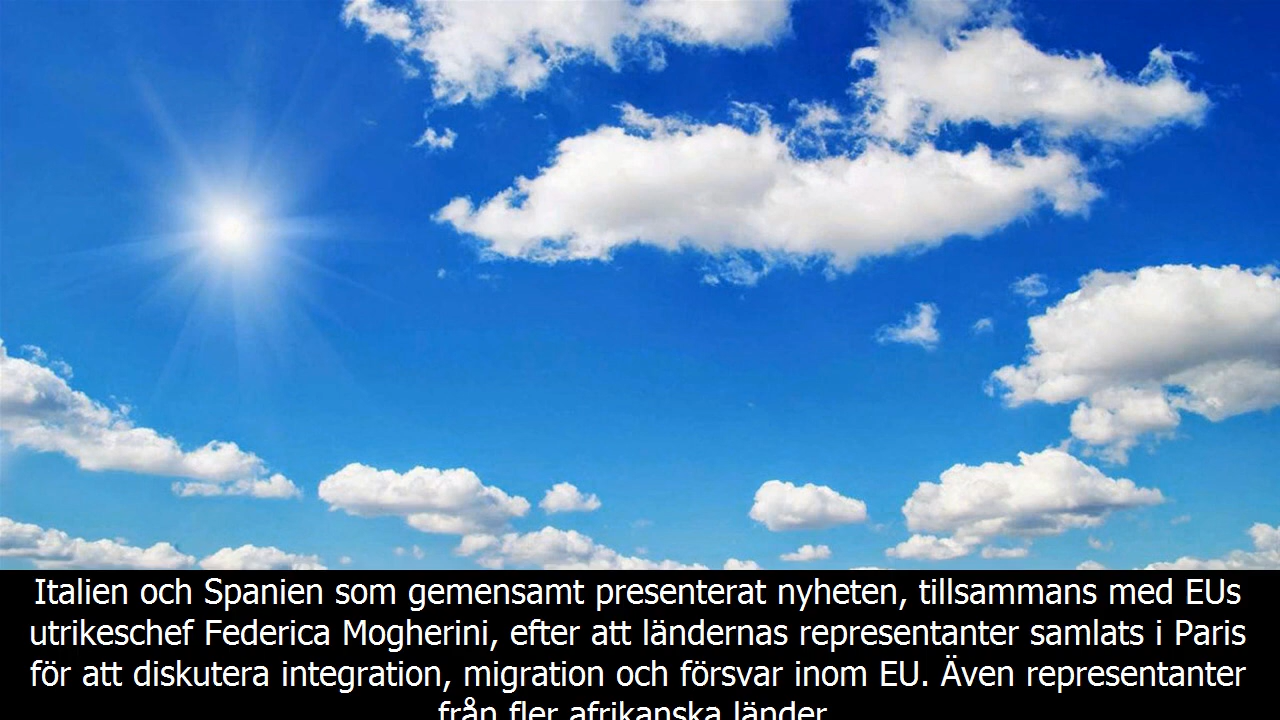 Italien och Spanien som gemensamt presenterat nyheten, tillsammans med EUs
utrikeschef Federica Mogherini, efter att ländernas representanter samlats i Paris
för att diskutera integration, migration och försvar inom EU. Även representanter
från fler afrikanska länder